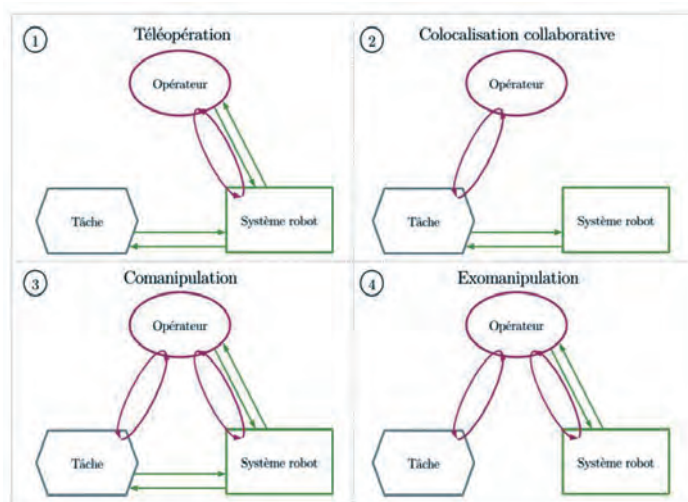 1
Téléopération
Opérateur
Tâche
Système robot
2
Colocalisation collaborative
Opérateur
Tâche
Système robot
3
Comanipulation
Opérateur
Tâche
Système robot
4
Exomanipulation
Opérateur
Tâche
Système robot